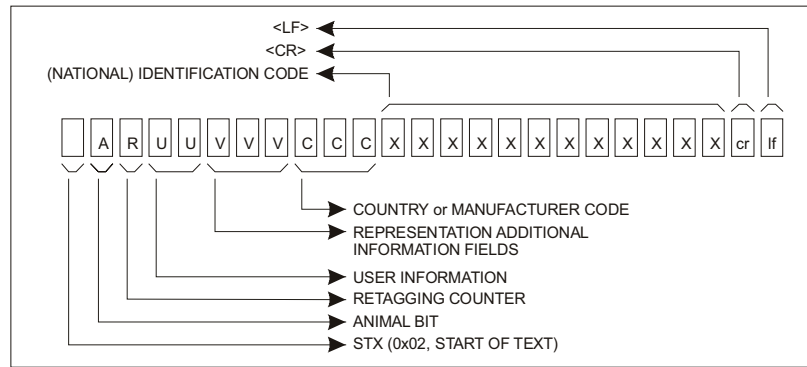 <LF>
<CR>
(NATIONAL) IDENTIFICATION CODE
A R U U V V V C C C X X X X X X X X X X X X cr lf
COUNTRY or MANUFACTURER CODE
REPRESENTATION ADDITIONAL
INFORMATION FIELDS
USER INFORMATION
RETAGGING COUNTER
ANIMAL BIT
STX (0x02, START OF TEXT)